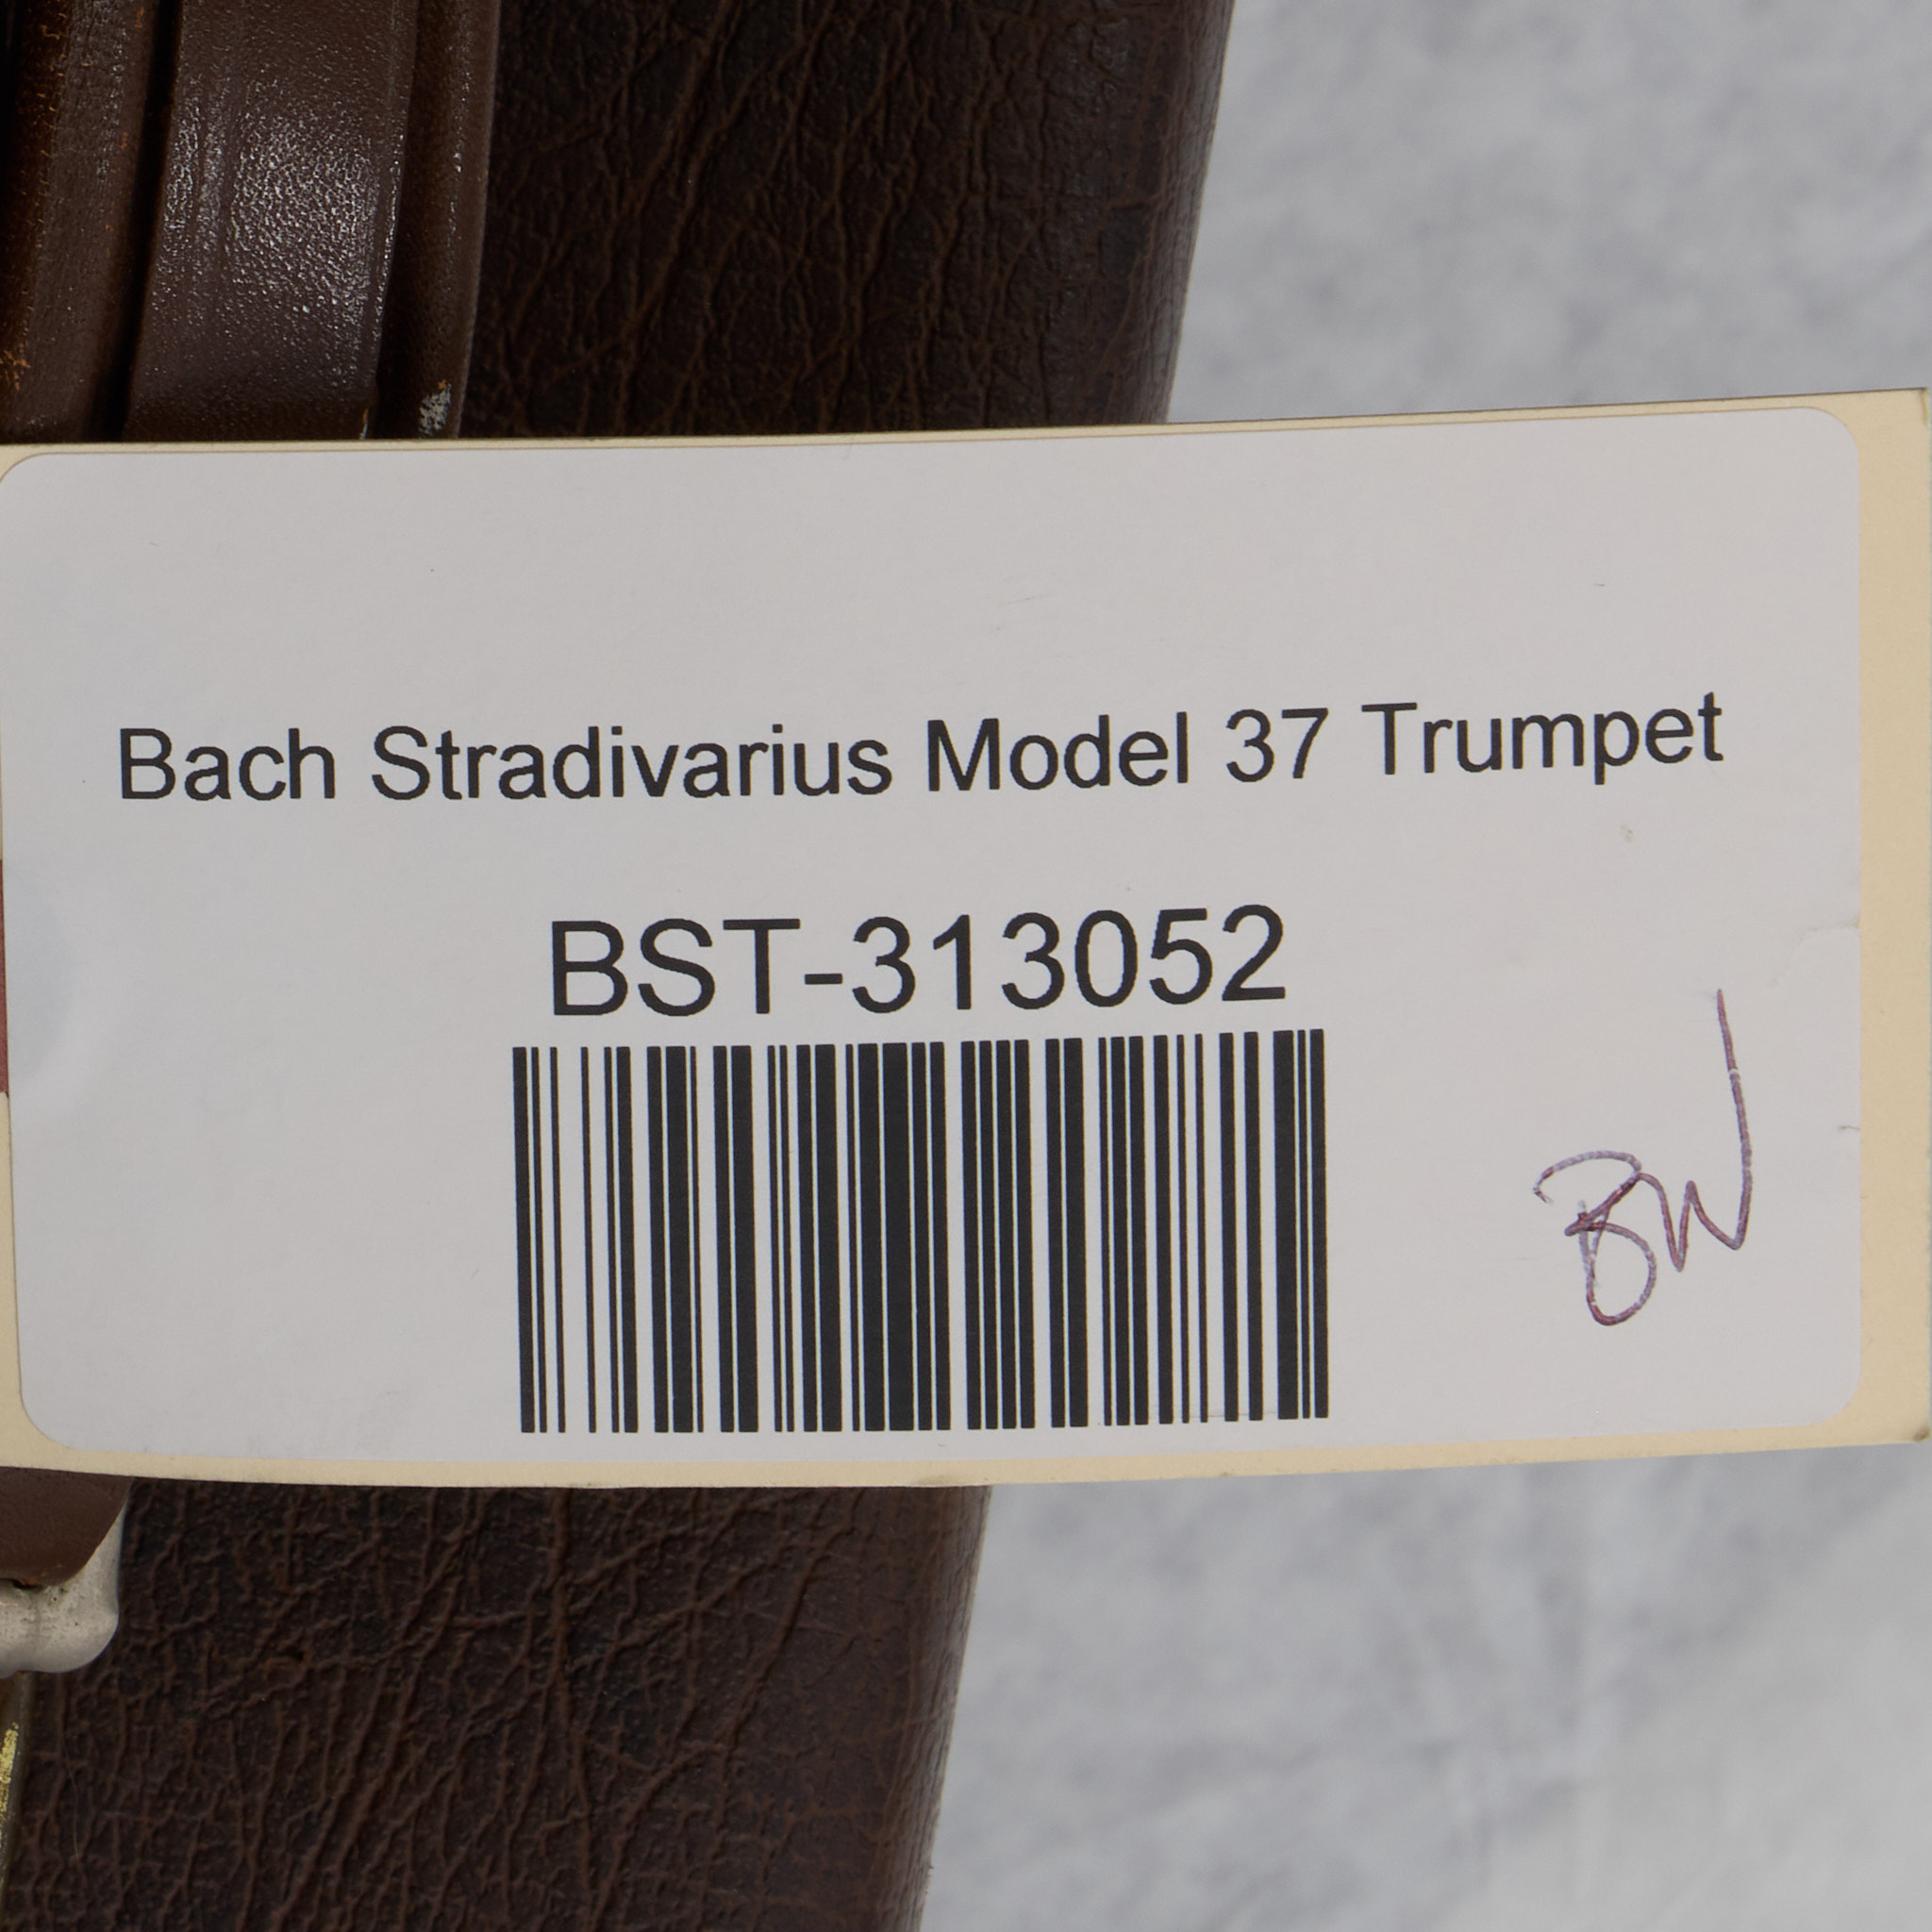 Bach Stradivarius Model 37 Trumpet
BST-313052
BW